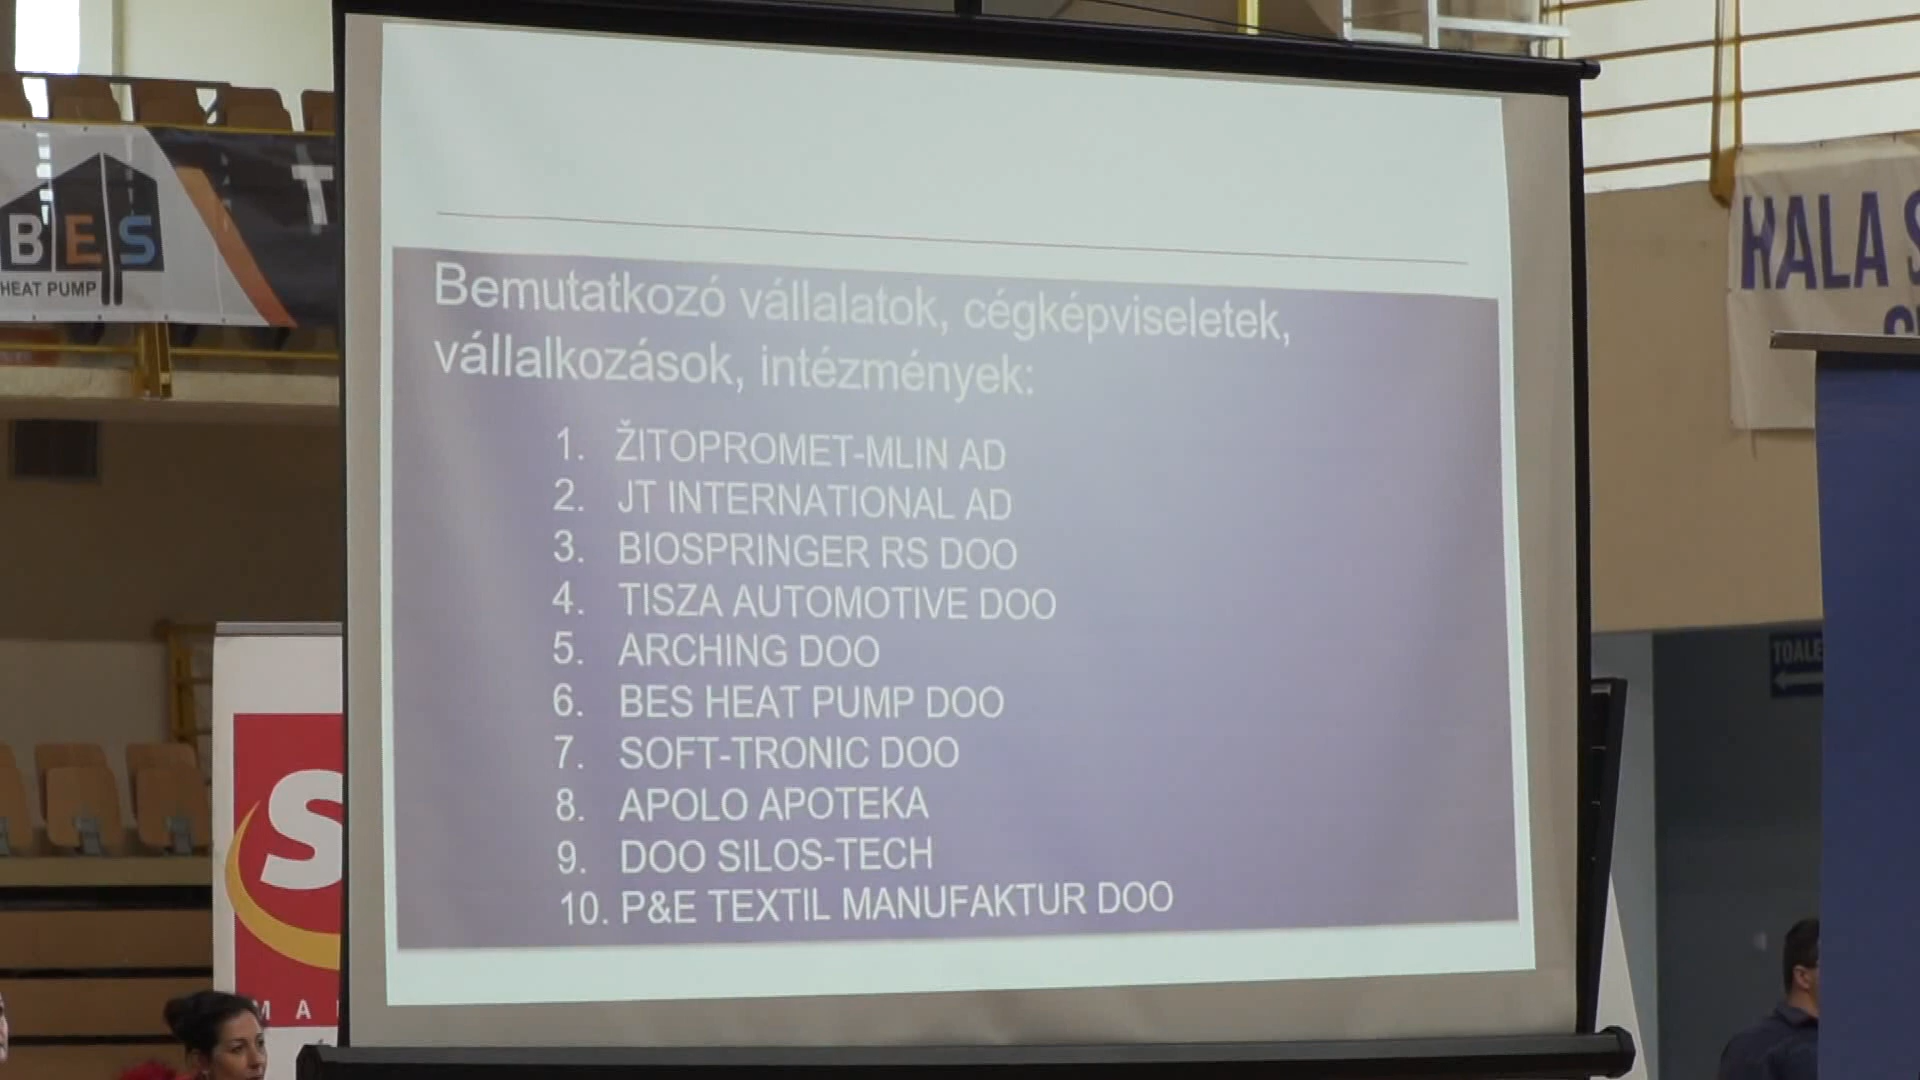 Bemutatkozó vállalatok, cégképviseletek,
vállalkozások, intézmények:
1. ŽITOPROMET-MLIN AD
2. JT INTERNATIONAL AD
3. BIOSPRINGER RS DOO
4. TISZA AUTOMOTIVE DOO
5. ARCHING DOO
6. BES HEAT PUMP DOO
7. SOFT-TRONIC DOO
8. APOLO APOTEKA
9. DOO SILOS-TECH
10. P&E TEXTIL MANUFAKTUR DOO
BES
HEAT PUMP
HALA